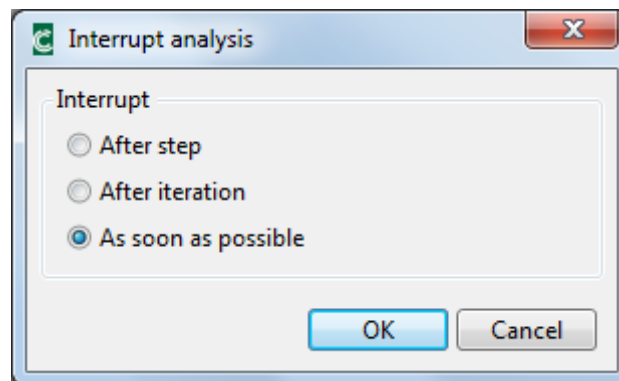 Interrupt analysis
Interrupt
After step
After iteration
As soon as possible
OK
Cancel